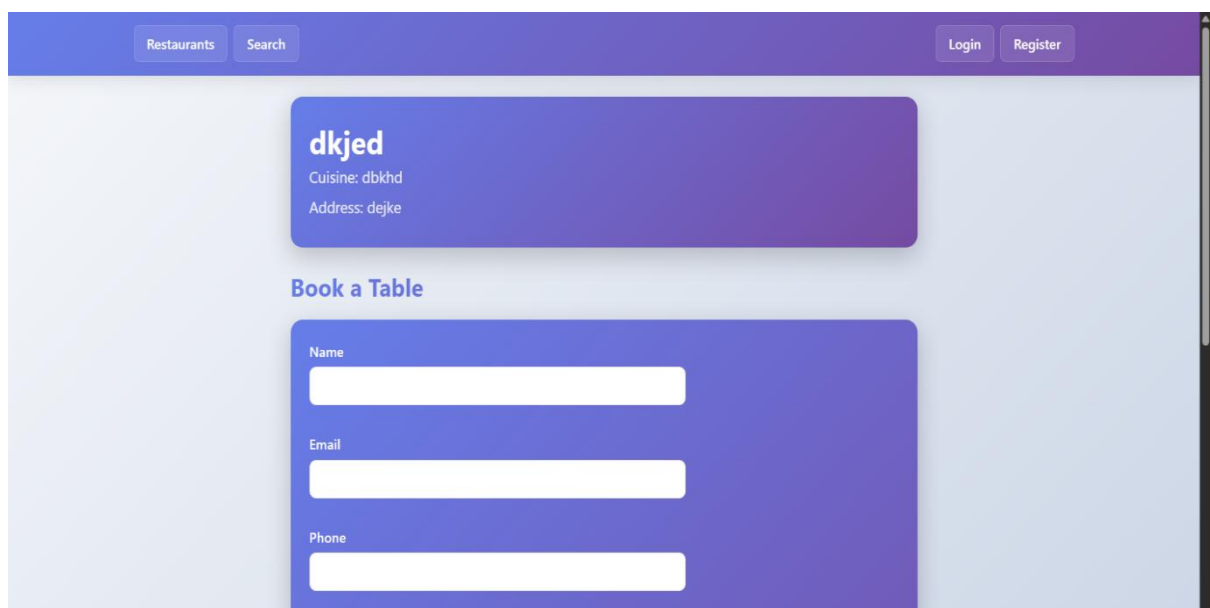 Restaurants Search Login Register
dkjed
Cuisine: dbkhd
Address: dejke
Book a Table
Name
Email
Phone